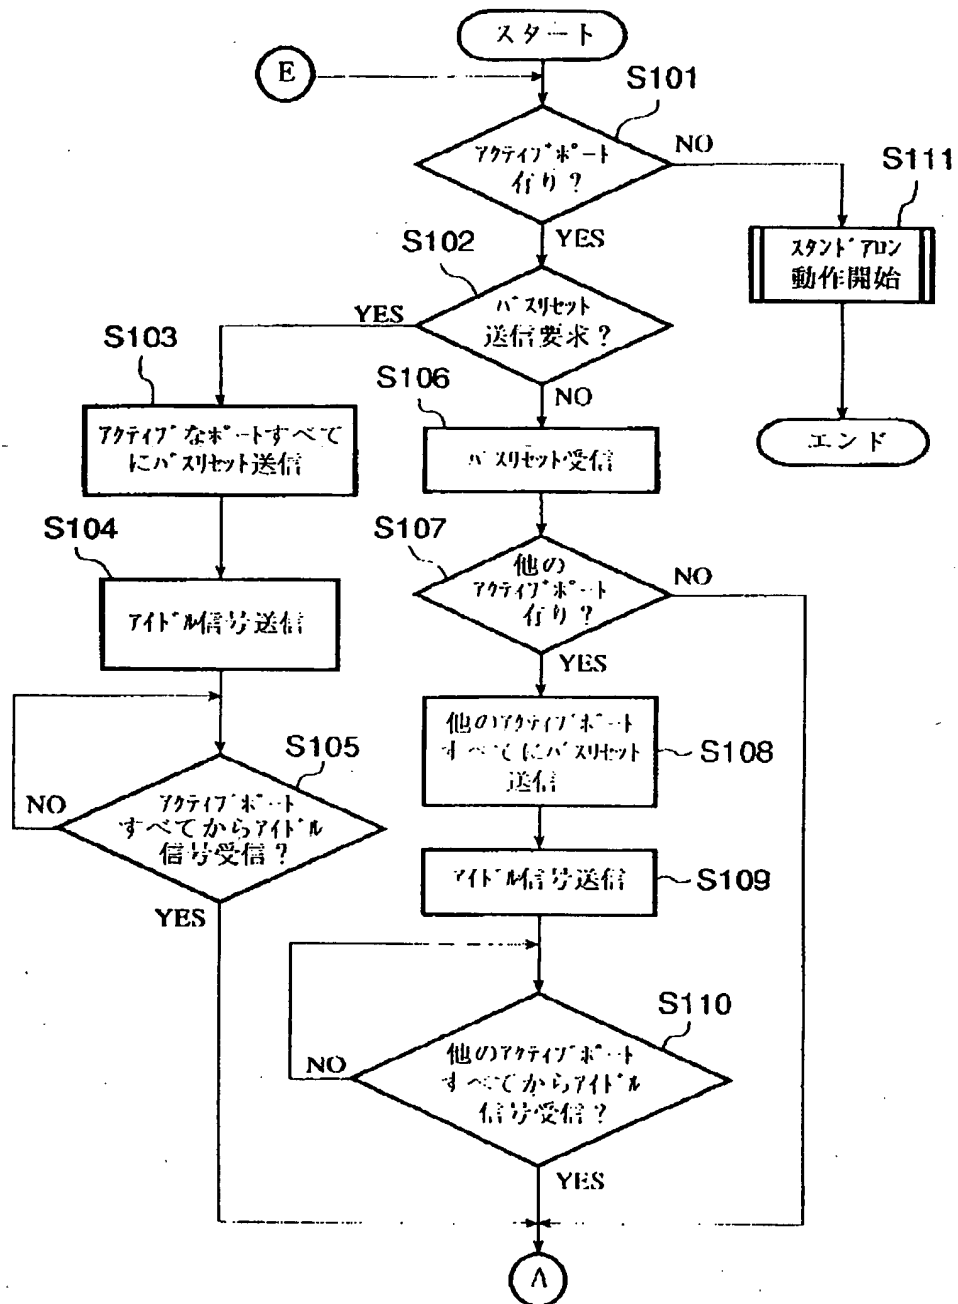 スタート
E
S101
アクティブポート
有り？
NO
S111
YES
スタンドアロン
動作開始
S102
バスリセット
送信要求？
YES
NO
エンド
S103
アクティブなポートすべて
にバスリセット送信
S106
バスリセット受信
S104
アイドル信号送信
S107
他の
アクティブポート
有り？
NO
YES
S105
アクティブポート
すべてからアイドル
信号受信？
NO
YES
他のアクティブポート
すべてにバスリセット
送信
S108
アイドル信号送信
S109
S110
他のアクティブポート
すべてからアイドル
信号受信？
NO
YES
A